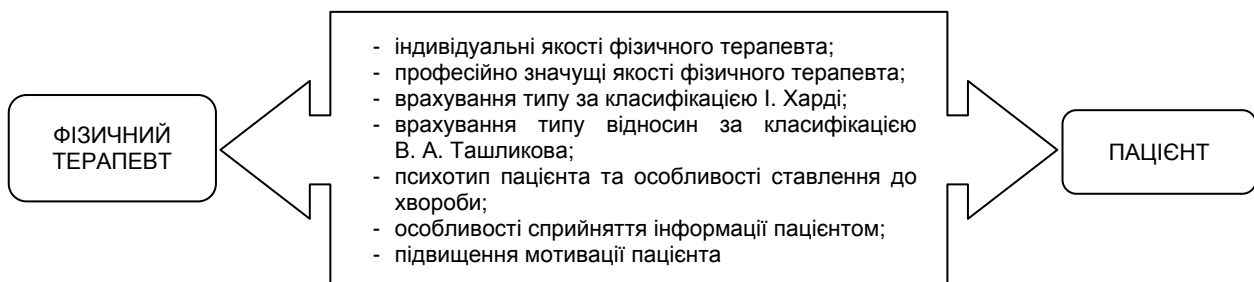 ФІЗИЧНИЙ
ТЕРАПЕВТ
- індивідуальні якості фізичного терапевта;
- професійно значущі якості фізичного терапевта;
- врахування типу за класифікацією І. Харді;
- врахування типу відносин за класифікацією
В. А. Ташликова;
- психотип пацієнта та особливості ставлення до
хвороби;
- особливості сприйняття інформації пацієнтом;
- підвищення мотивації пацієнта
ПАЦІЄНТ